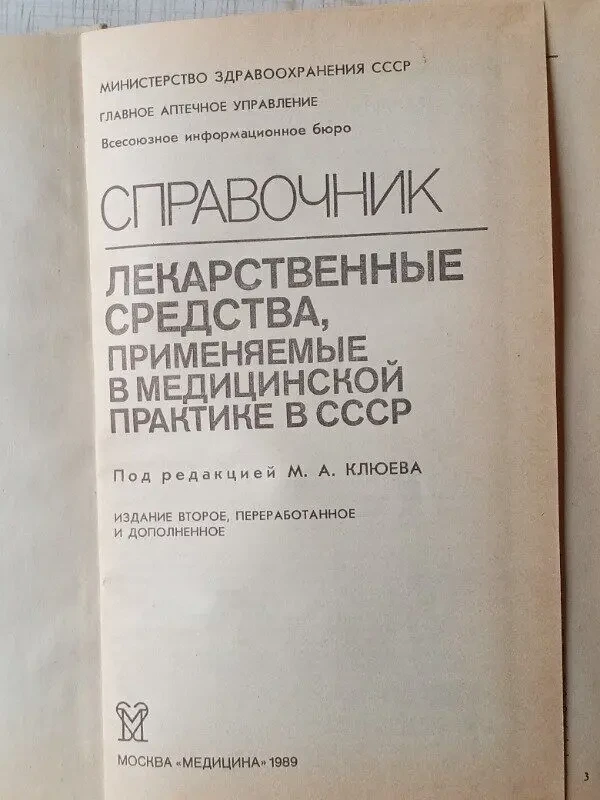 МИНИСТЕРСТВО ЗДРАВООХРАНЕНИЯ СССР
ГЛАВНОЕ АПТЕЧНОЕ УПРАВЛЕНИЕ
Всесоюзное информационное бюро
СПРАВОЧНИК
ЛЕКАРСТВЕННЫЕ
СРЕДСТВА,
ПРИМЕНЯЕМЫЕ
В МЕДИЦИНСКОЙ
ПРАКТИКЕ В СССР
Под редакцией М. А. КЛЮЕВА
ИЗДАНИЕ ВТОРОЕ, ПЕРЕРАБОТАННОЕ
И ДОПОЛНЕННОЕ
МОСКВА «МЕДИЦИНА» 1989
3